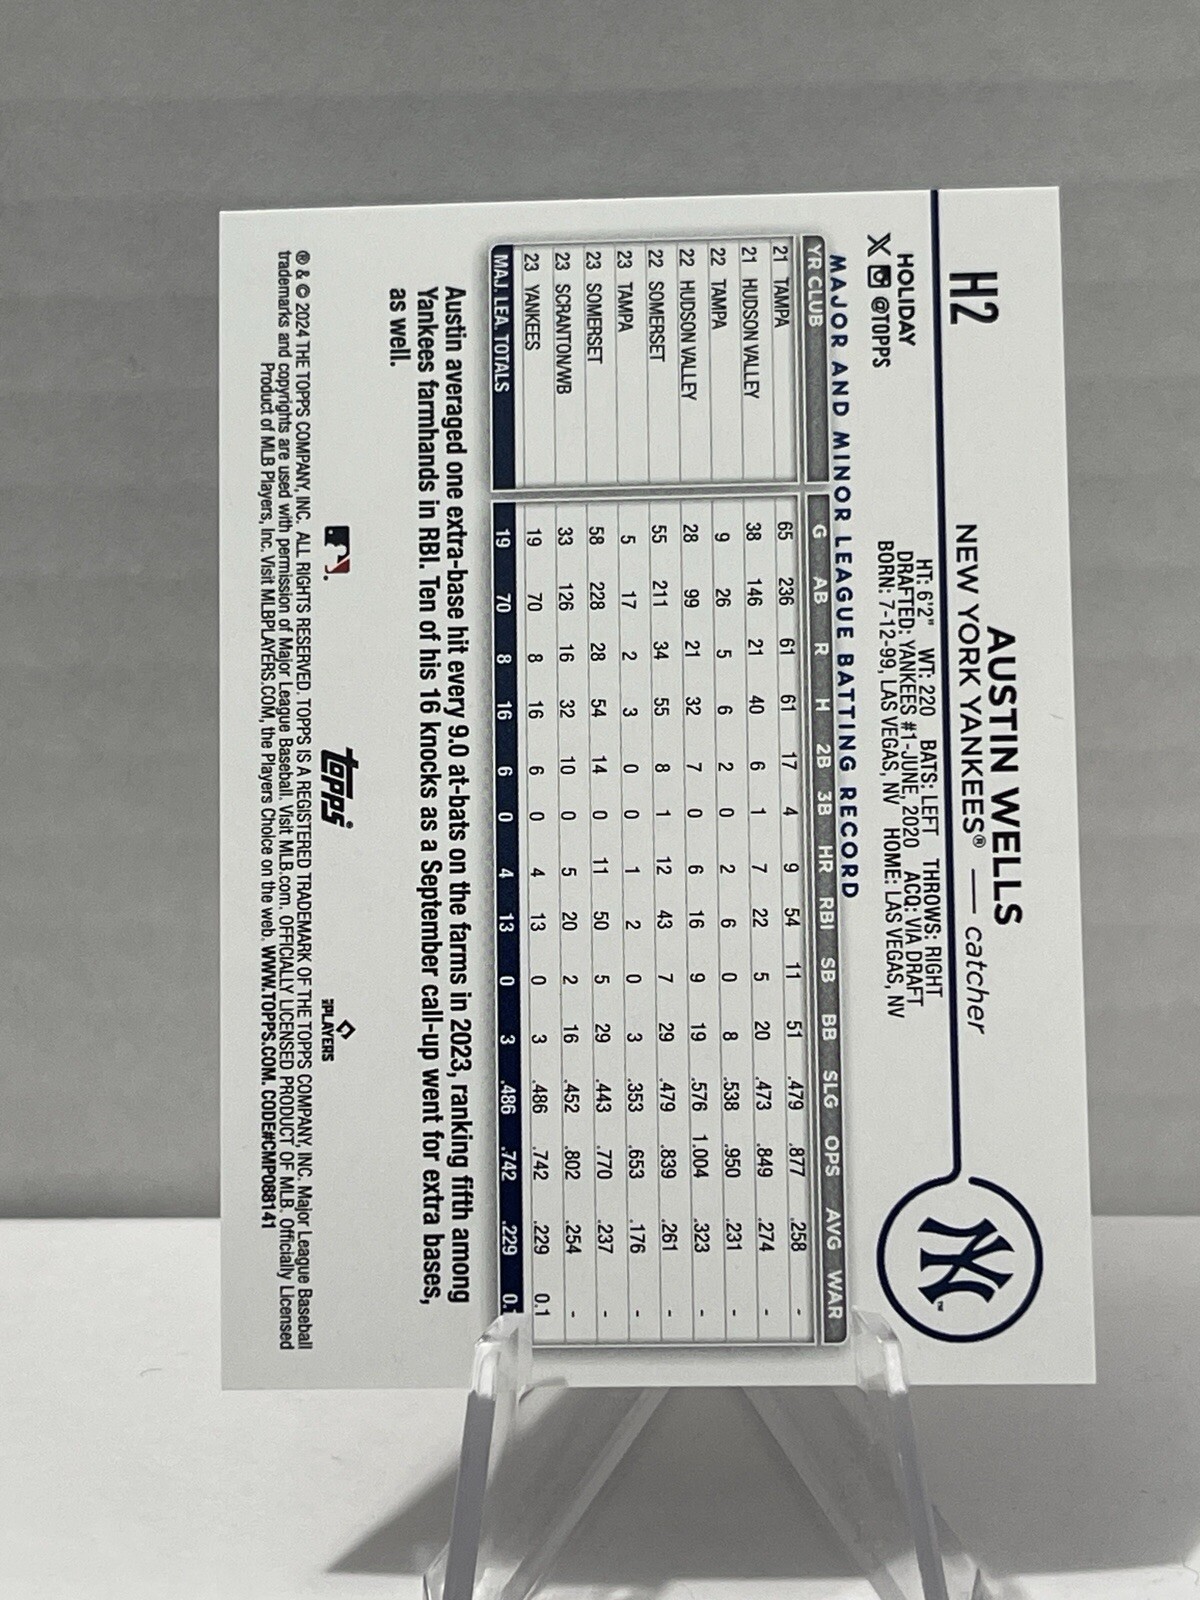 H2
AUSTIN WELLS
NEW YORK YANKEES® — catcher
HT: 6'2" WT: 220 BATS: LEFT THROWS: RIGHT
DRAFTED: YANKEES #1-JUNE, 2020 ACQ: VIA DRAFT
BORN: 7-12-99, LAS VEGAS, NV HOME: LAS VEGAS, NV
HOLIDAY
X @TOPPS
NY ™
MAJOR AND MINOR LEAGUE BATTING RECORD
YR CLUB G AB R H 2B 3B HR RBI SB BB SLG OPS AVG WAR
21 TAMPA 65 236 61 61 17 4 9 54 11 51 .479 .877 .258 -
21 HUDSON VALLEY 38 146 21 40 6 1 7 22 5 20 .473 .849 .274 -
22 TAMPA 9 26 5 6 2 0 2 6 0 8 .538 .950 .231 -
22 HUDSON VALLEY 28 99 21 32 7 0 6 16 9 19 .576 1.004 .323 -
22 SOMERSET 55 211 34 55 8 1 12 43 7 29 .479 .839 .261 -
23 TAMPA 5 17 2 3 0 0 1 2 0 3 .353 .653 .176 -
23 SOMERSET 58 228 28 54 14 0 11 50 5 29 .443 .770 .237 -
23 SCRANTON/WB 33 126 16 32 10 0 5 20 2 16 .452 .802 .254 -
23 YANKEES 19 70 8 16 6 0 4 13 0 3 .486 .742 .229 0.1
MAJ. LEA. TOTALS 19 70 8 16 6 0 4 13 0 3 .486 .742 .229 0.1
Austin averaged one extra-base hit every 9.0 at-bats on the farms in 2023, ranking fifth among
Yankees farmhands in RBI. Ten of his 16 knocks as a September call-up went for extra bases,
as well.
topps
PLAYERS
® & © 2024 THE TOPPS COMPANY, INC. ALL RIGHTS RESERVED. TOPPS IS A REGISTERED TRADEMARK OF THE TOPPS COMPANY, INC. Major League Baseball
trademarks and copyrights are used with permission of Major League Baseball. Visit MLB.com. OFFICIALLY LICENSED PRODUCT OF MLB. Officially Licensed
Product of MLB Players, Inc. Visit MLBPLAYERS.COM, the Players Choice on the web. WWW.TOPPS.COM. CODE#CMP088141